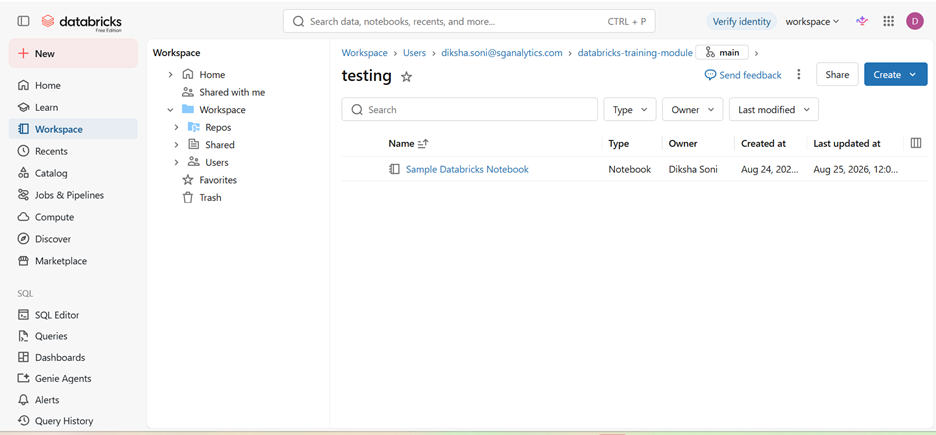 databricks
Free Edition
Search data, notebooks, recents, and more...
CTRL + P
Verify identity
workspace
D
New
Home
Learn
Workspace
Recents
Catalog
Jobs & Pipelines
Compute
Discover
Marketplace
SQL
SQL Editor
Queries
Dashboards
Genie Agents
Alerts
Query History
Workspace
Home
Shared with me
Workspace
Repos
Shared
Users
Favorites
Trash
Workspace > Users > diksha.soni@sganalytics.com > databricks-training-module main >
testing
Send feedback
Share
Create
Search
Type
Owner
Last modified
Name Type Owner Created at Last updated at
Sample Databricks Notebook Notebook Diksha Soni Aug 24, 202... Aug 25, 2026, 12:0...